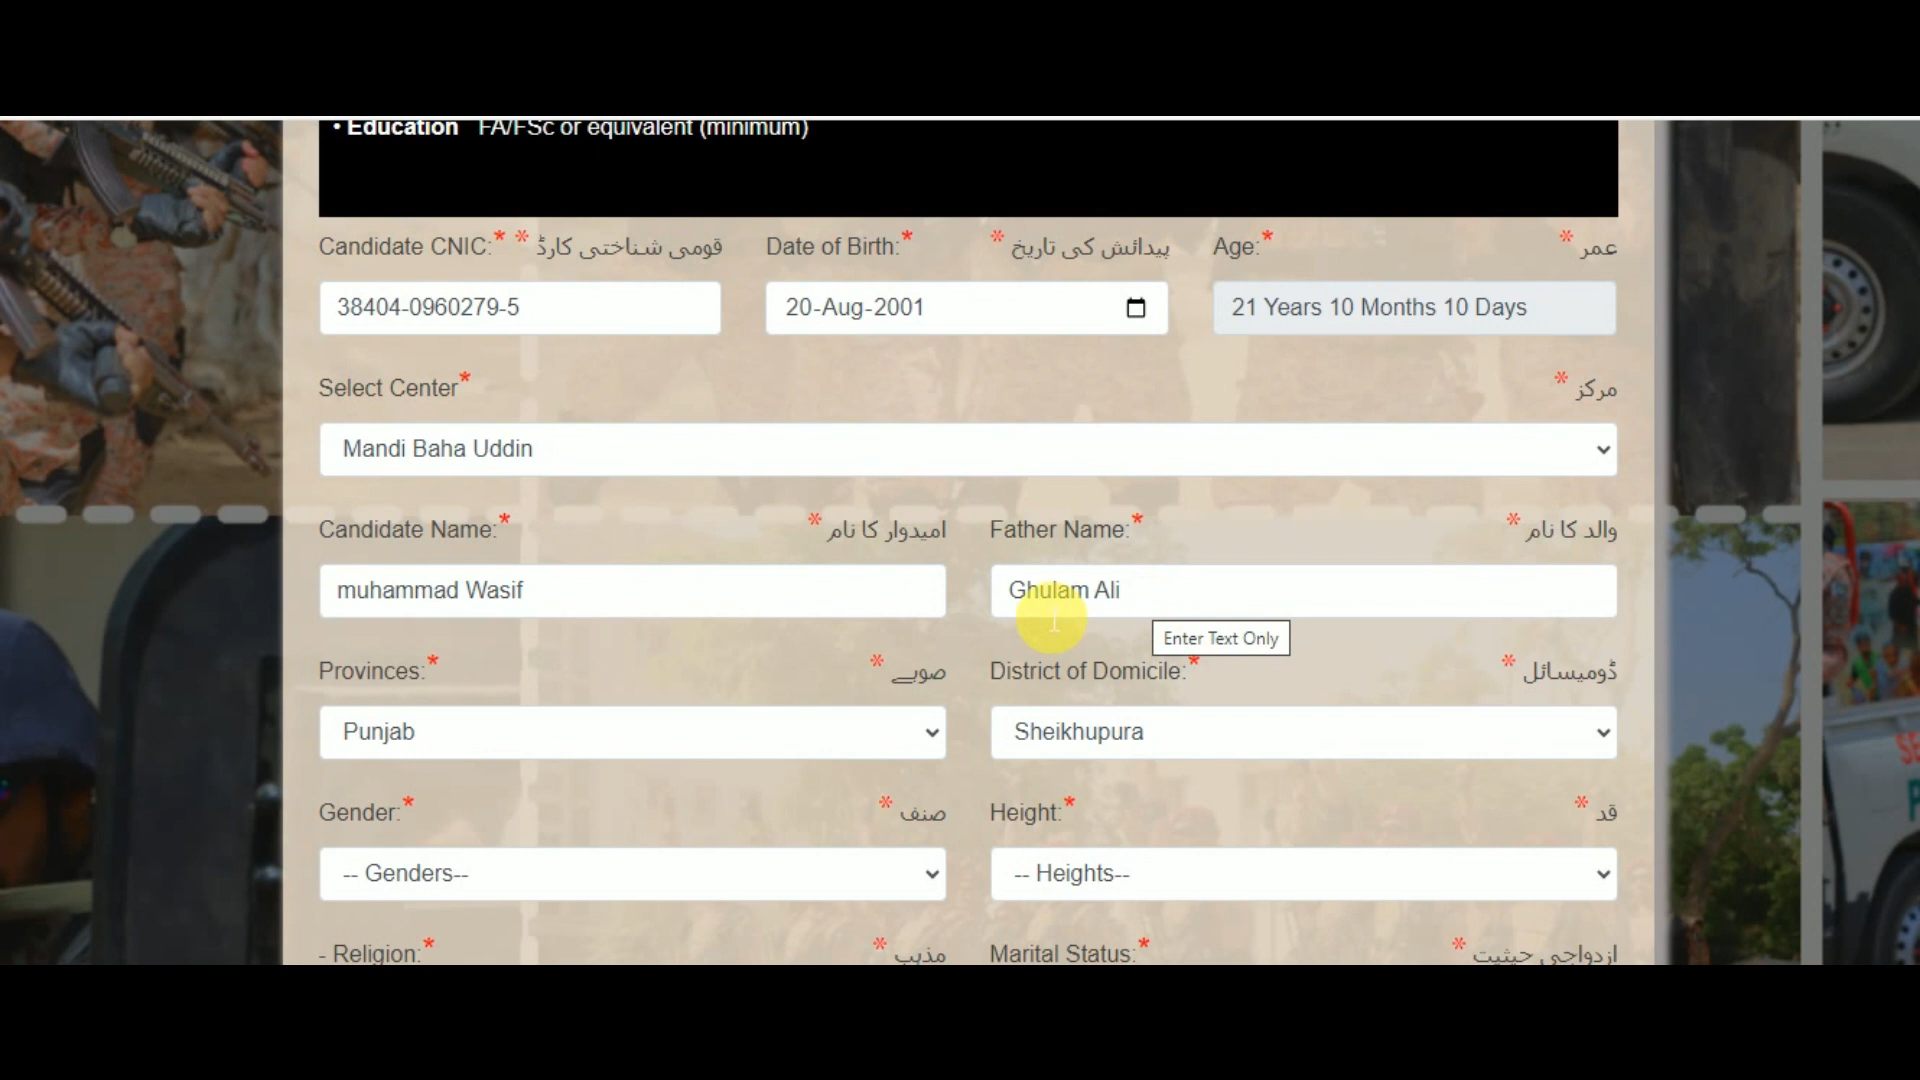 • Education FA/FSc or equivalent (minimum)
Candidate CNIC:* * قومی شناختی کارڈ Date of Birth:* * پیدائش کی تاریخ Age:* * عمر
38404-0960279-5 20-Aug-2001 21 Years 10 Months 10 Days
Select Center* * مرکز
Mandi Baha Uddin
Candidate Name:* * امیدوار کا نام Father Name:* * والد کا نام
muhammad Wasif Ghulam Ali
Enter Text Only
Provinces:* * صوبے District of Domicile:* * ڈومیسائل
Punjab Sheikhupura
Gender:* * صنف Height:* * قد
-- Genders-- -- Heights--
- Religion:* * مذہب Marital Status:* * ازدواجی حیثیت